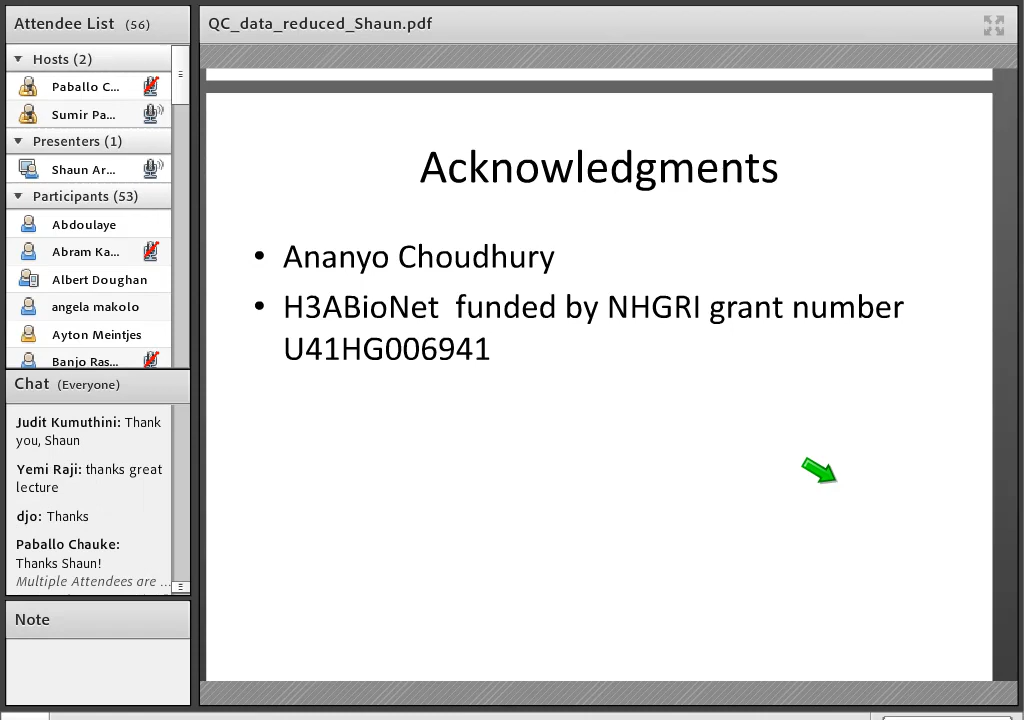 Attendee List (56)
Hosts (2)
Paballo C...
Sumir Pa...
Presenters (1)
Shaun Ar...
Participants (53)
Abdoulaye
Abram Ka...
Albert Doughan
angela makolo
Ayton Meintjes
Banjo Ras...
Chat (Everyone)
Judit Kumuthini: Thank
you, Shaun
Yemi Raji: thanks great
lecture
djo: Thanks
Paballo Chauke:
Thanks Shaun!
Multiple Attendees are ...
Note
QC_data_reduced_Shaun.pdf
Acknowledgments
• Ananyo Choudhury
• H3ABioNet funded by NHGRI grant number
U41HG006941